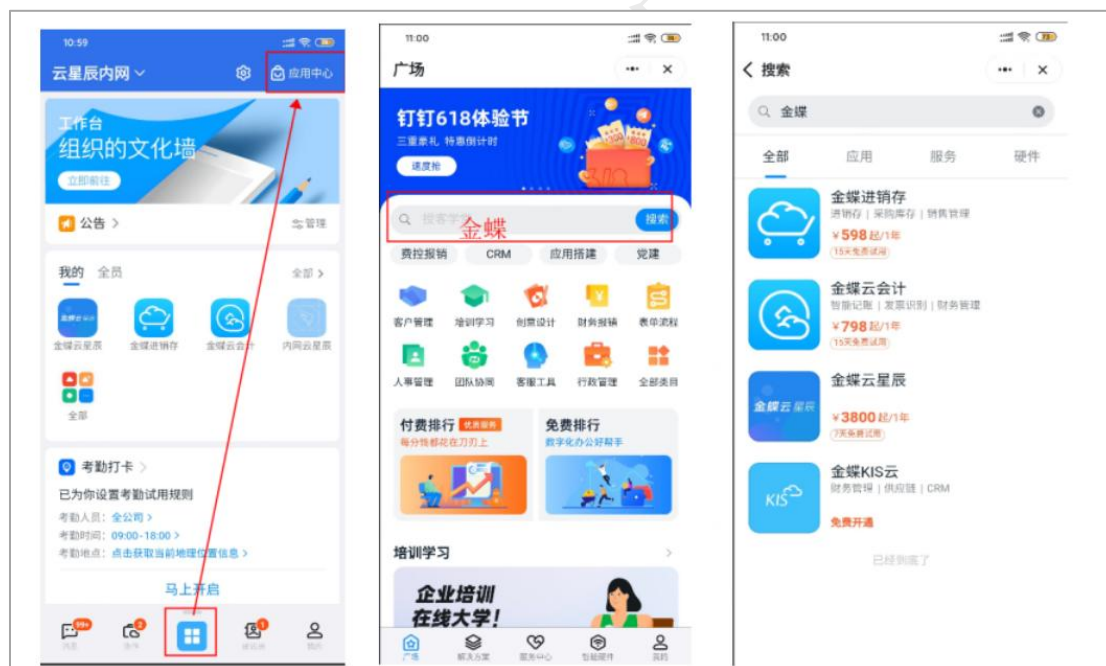 10:59
云星辰内网
应用中心
工作台
组织的文化墙
立即前往
公告
管理
我的 全员 全部
金蝶云星辰 金蝶进销存 金蝶云会计 内网云星辰
全部
考勤打卡
已为你设置考勤试用规则
考勤人员：全公司
考勤时间：09:00-18:00
考勤地点：点击获取当前地理位置信息
马上开启
99+ 2 1
我的
11:00
广场
钉钉618体验节
三重豪礼 特惠倒计时
速度抢
金蝶
搜索
费控报销 CRM 应用搭建 党建
客户管理 培训学习 创意设计 财务报销 表单流程
人事管理 团队协同 客服工具 行政管理 全部类目
付费排行 优质服务
每分钱都花在刀刃上
免费排行
数字化办公好帮手
培训学习
企业培训
在线大学！
广场 解决方案 服务中心 智能硬件 我的
11:00
搜索
金蝶
全部 应用 服务 硬件
金蝶进销存
进销存 | 采购库存 | 销售管理
￥598起/1年
15天免费试用
金蝶云会计
智能记账 | 发票识别 | 财务管理
￥798起/1年
15天免费试用
金蝶云星辰
金蝶云星辰
￥3800起/1年
7天免费试用
KIS
金蝶KIS云
财务管理 | 供应链 | CRM
免费开通
已经到底了